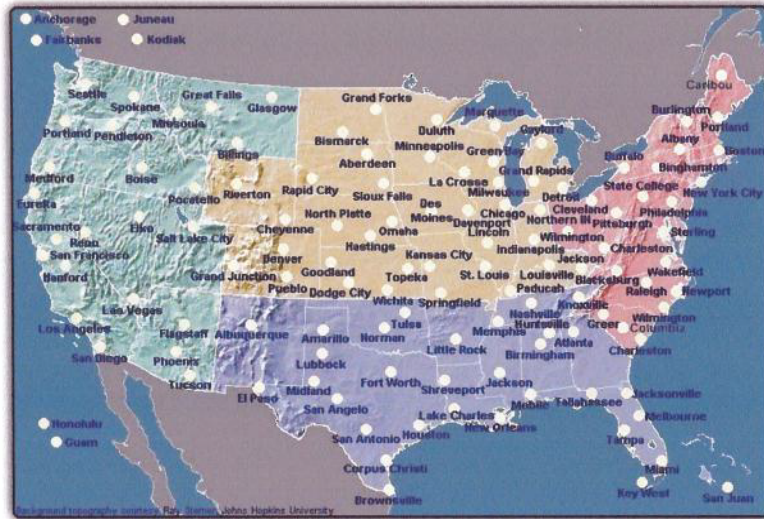 Anchorage
Juneau
Fairbanks
Kodiak
Caribou
Seattle
Spokane
Great Falls
Glasgow
Grand Forks
Marquette
Burlington
Portland
Pendleton
Missoula
Duluth
Gaylord
Portland
Bismarck
Minneapolis
Albany
Boston
Billings
Aberdeen
Green Bay
Buffalo
Binghamton
Medford
Boise
La Crosse
Grand Rapids
Pocatello
Riverton
Rapid City
Sioux Falls
Milwaukee
Detroit
State College
New York City
Eureka
Des
Moines
Chicago
Cleveland
Philadelphia
Sacramento
Elko
North Platte
Davenport
Northern IN
Pittsburgh
Reno
Salt Lake City
Cheyenne
Omaha
Lincoln
Wilmington
Sterling
San Francisco
Hastings
Indianapolis
Charleston
Hanford
Denver
Kansas City
Jackson
Wakefield
Grand Junction
Goodland
Topeka
St. Louis
Louisville
Blacksburg
Pueblo
Dodge City
Paducah
Raleigh
Newport
Las Vegas
Wichita
Springfield
Knoxville
Nashville
Wilmington
Los Angeles
Flagstaff
Albuquerque
Tulsa
Memphis
Huntsville
Greer
Columbia
Amarillo
Norman
Little Rock
Birmingham
Atlanta
Charleston
San Diego
Phoenix
Lubbock
Tucson
Midland
Fort Worth
Shreveport
Jackson
Jacksonville
El Paso
San Angelo
Lake Charles
Mobile
Tallahassee
Melbourne
Honolulu
San Antonio
Houston
New Orleans
Tampa
Guam
Corpus Christi
Miami
Brownsville
Key West
San Juan
Background topography courtesy Ray Sterner, Johns Hopkins University